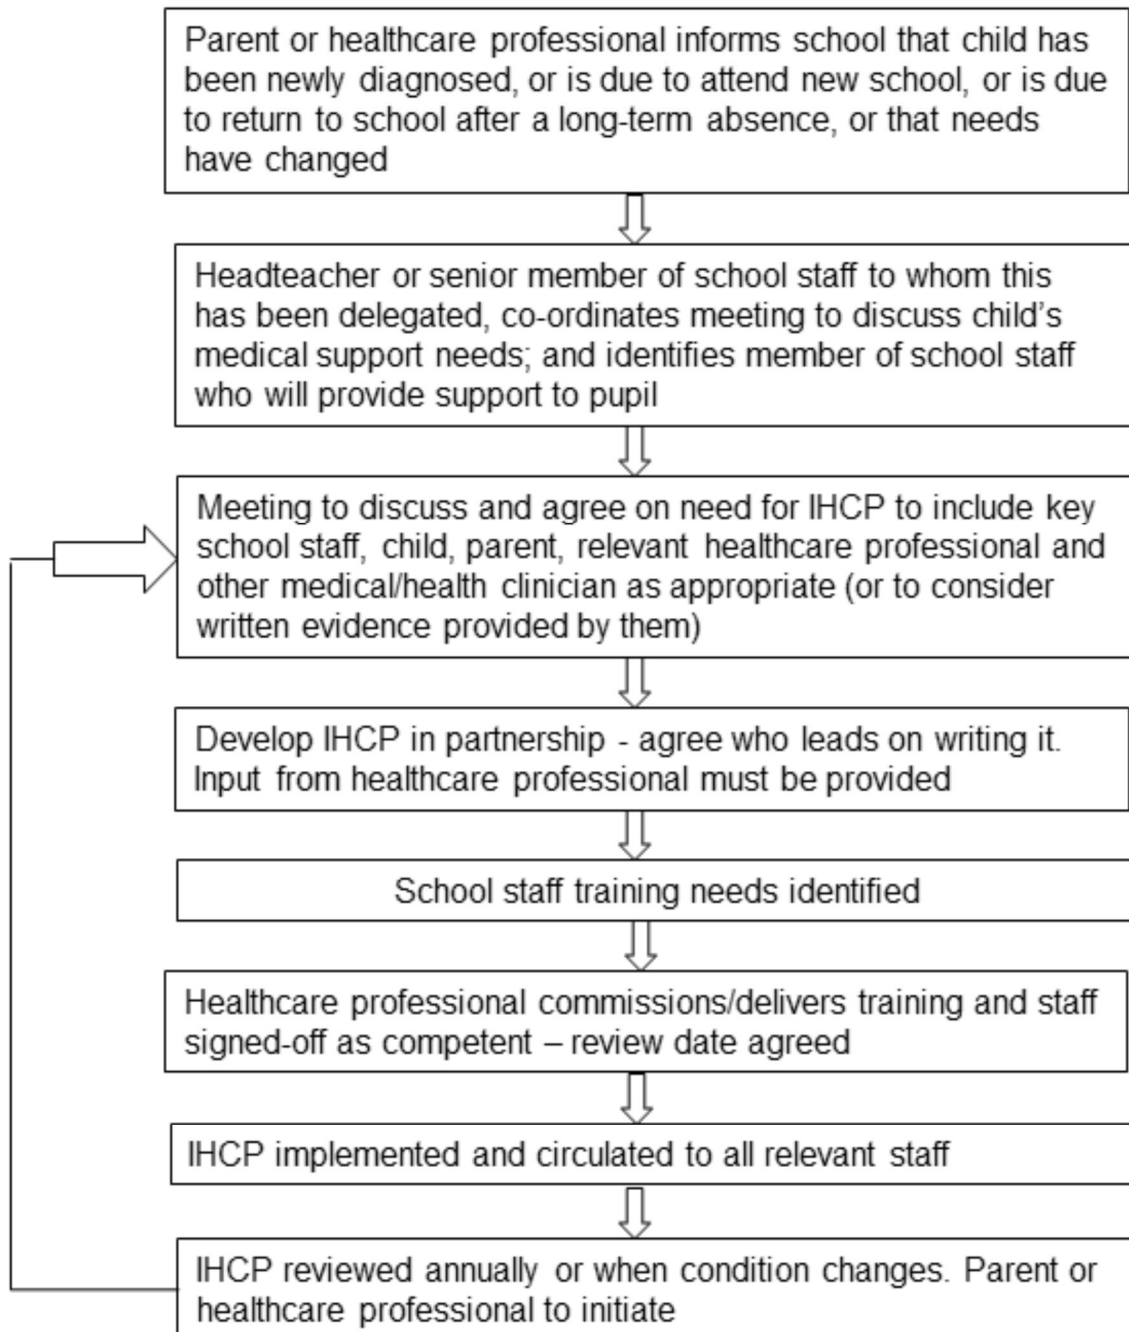 Parent or healthcare professional informs school that child has
been newly diagnosed, or is due to attend new school, or is due
to return to school after a long-term absence, or that needs
have changed
Headteacher or senior member of school staff to whom this
has been delegated, co-ordinates meeting to discuss child's
medical support needs; and identifies member of school staff
who will provide support to pupil
Meeting to discuss and agree on need for IHCP to include key
school staff, child, parent, relevant healthcare professional and
other medical/health clinician as appropriate (or to consider
written evidence provided by them)
Develop IHCP in partnership - agree who leads on writing it.
Input from healthcare professional must be provided
School staff training needs identified
Healthcare professional commissions/delivers training and staff
signed-off as competent – review date agreed
IHCP implemented and circulated to all relevant staff
IHCP reviewed annually or when condition changes. Parent or
healthcare professional to initiate